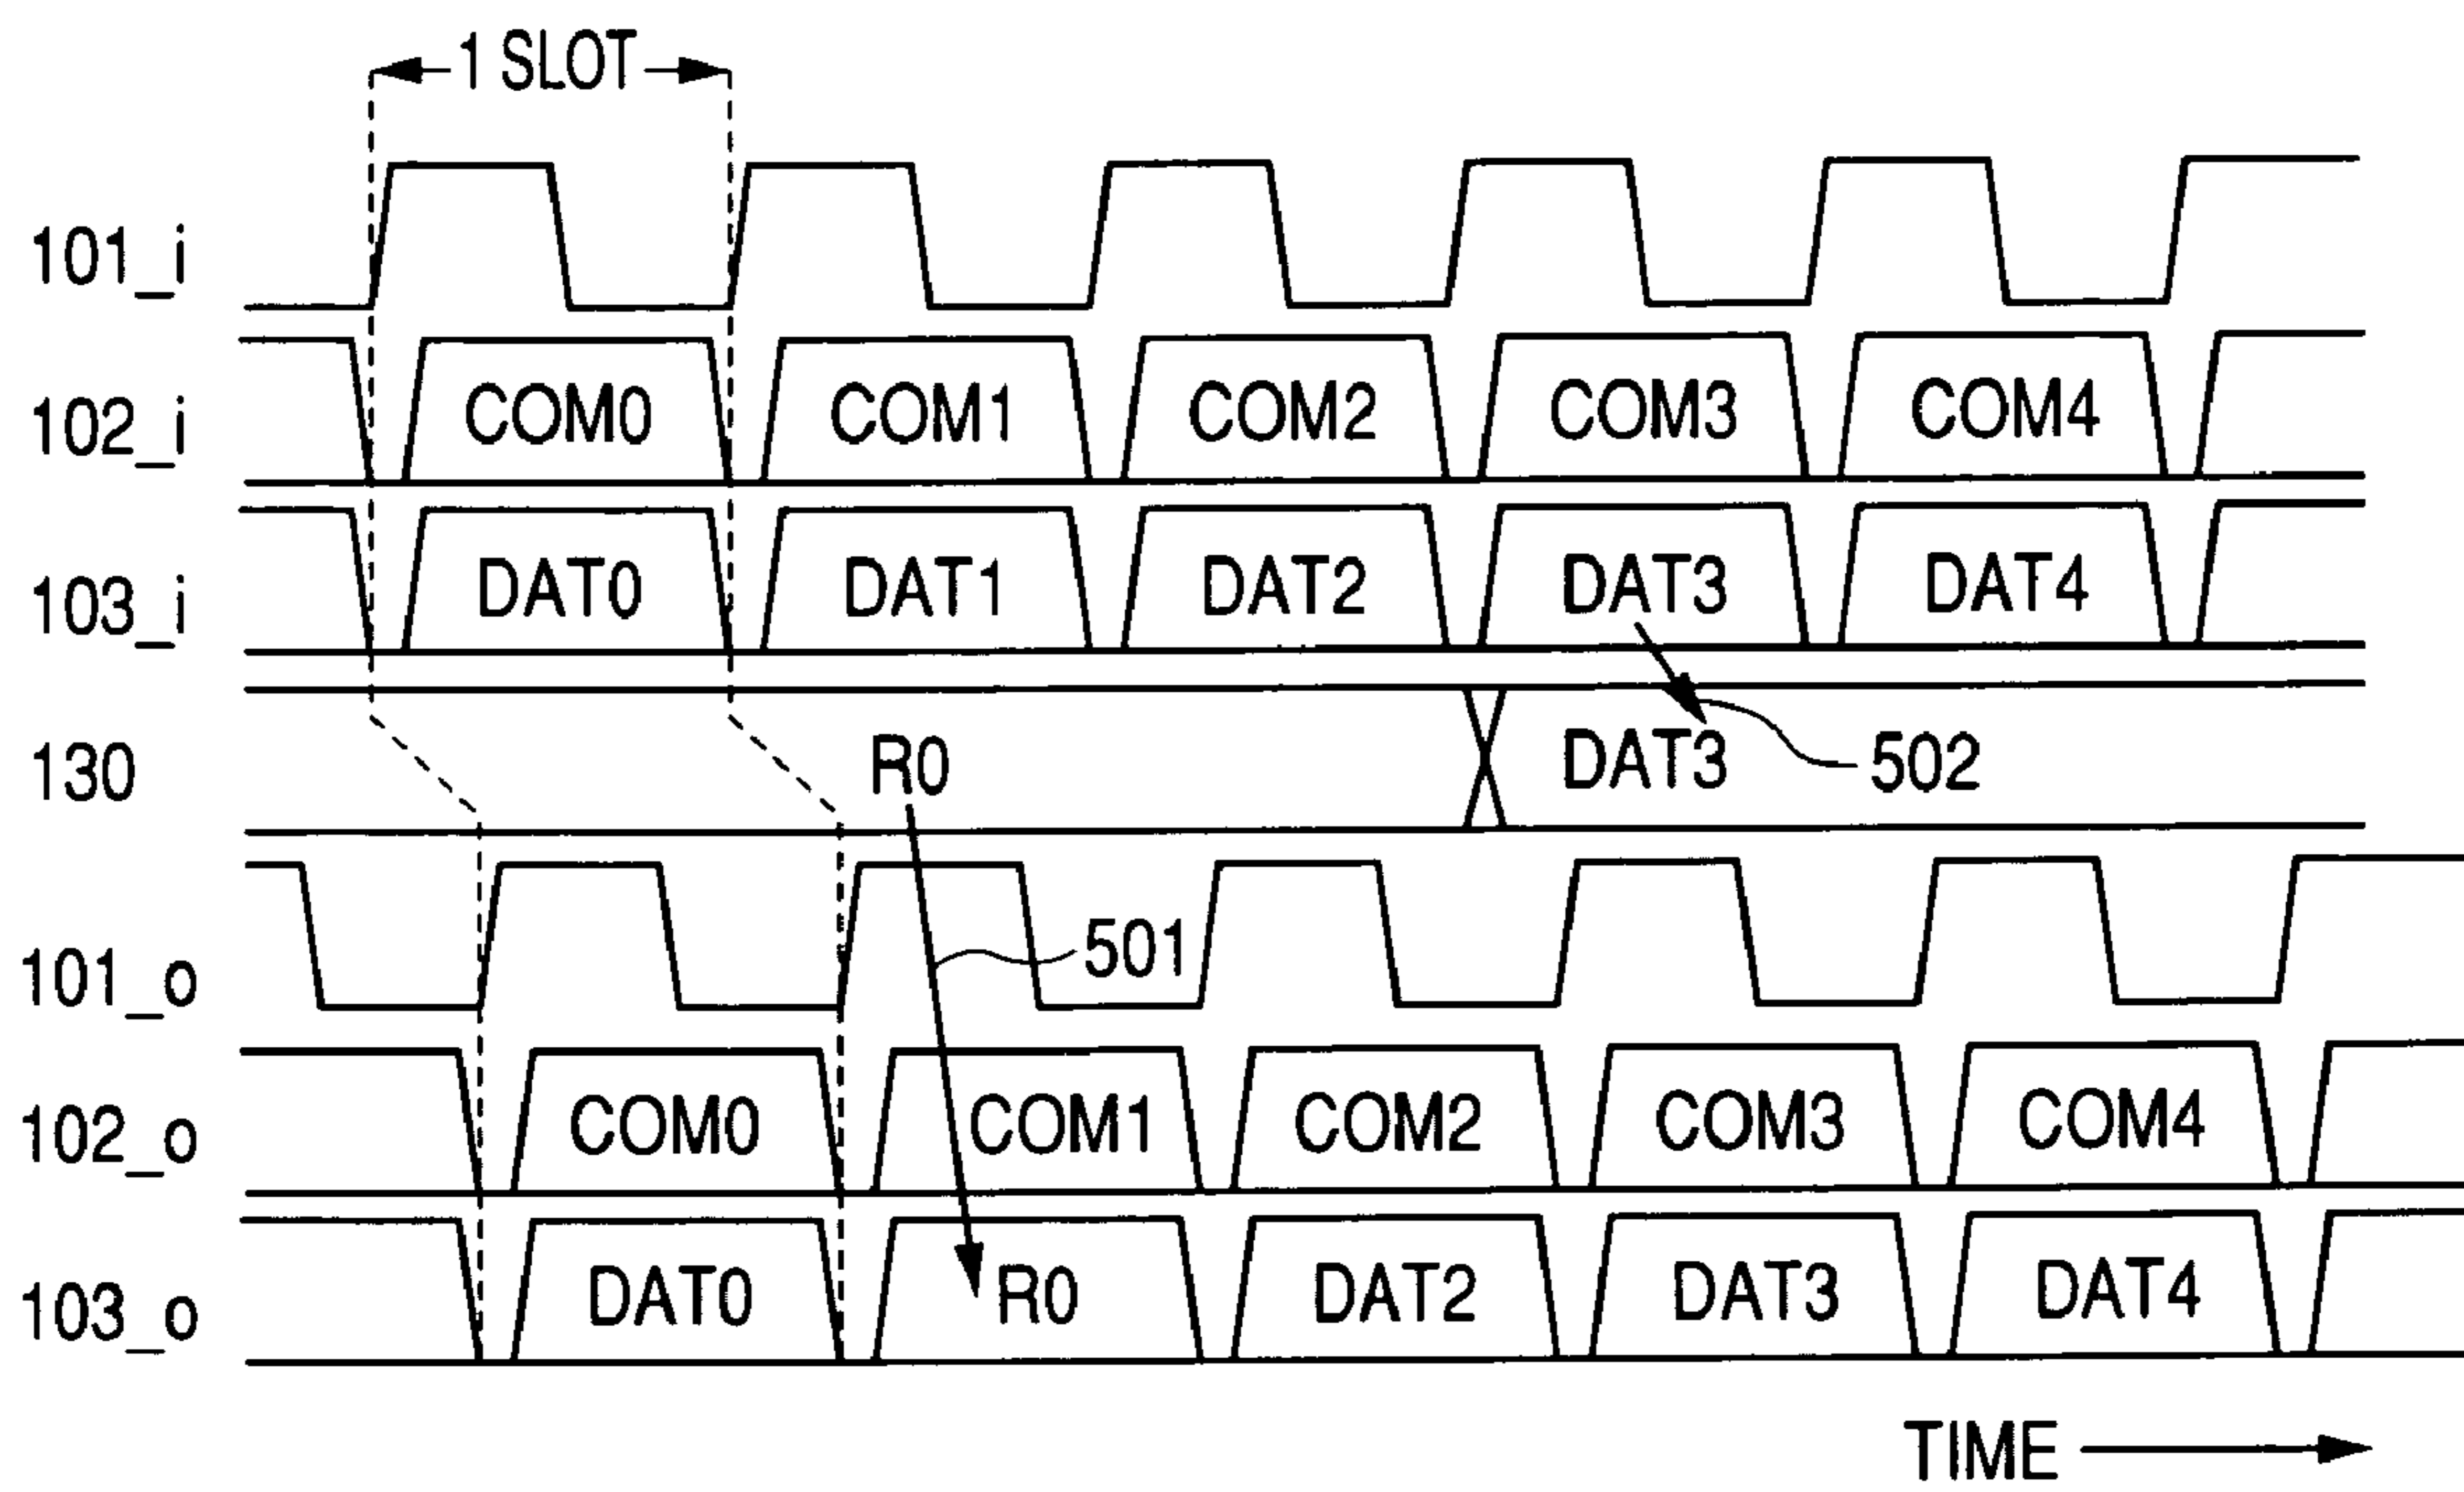 1 SLOT
101_i
102_i COM0 COM1 COM2 COM3 COM4
103_i DAT0 DAT1 DAT2 DAT3 DAT4
130 R0 DAT3 502
101_o 501
102_o COM0 COM1 COM2 COM3 COM4
103_o DAT0 R0 DAT2 DAT3 DAT4
TIME